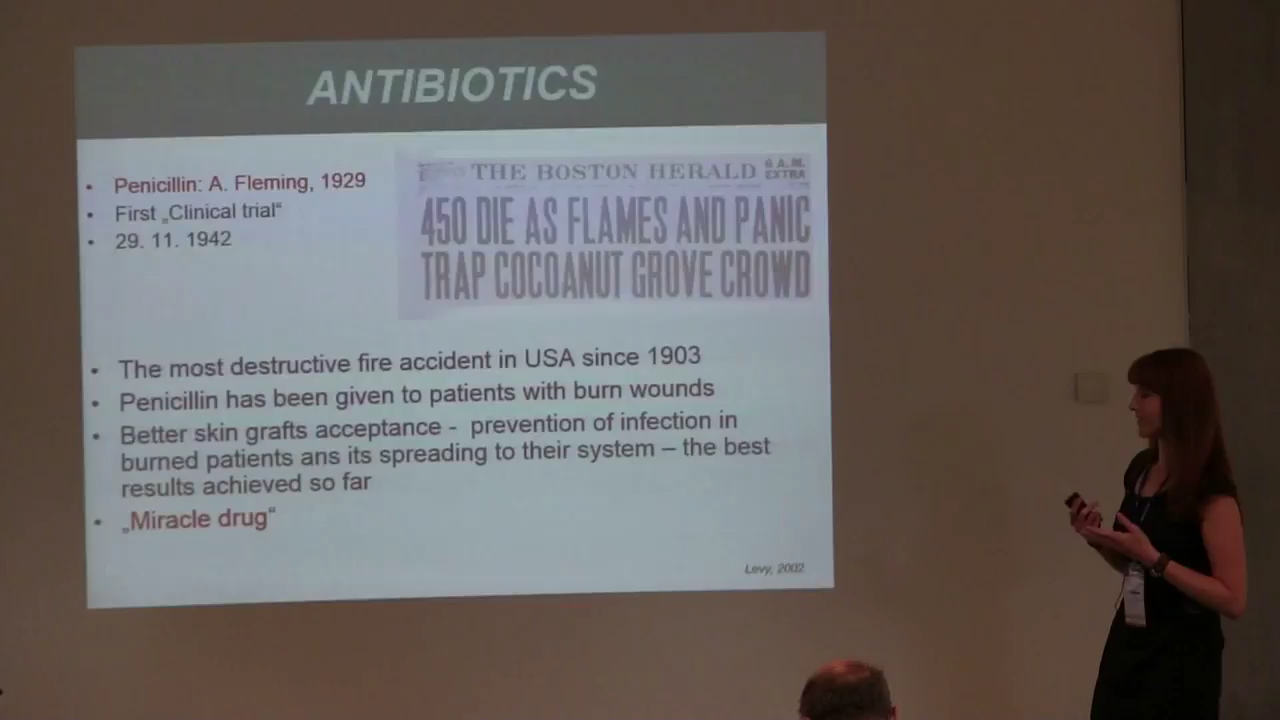 ANTIBIOTICS
• Penicillin: A. Fleming, 1929
• First „Clinical trial“
• 29. 11. 1942
THE BOSTON HERALD
6 A.M.
EXTRA
450 DIE AS FLAMES AND PANIC
TRAP COCOANUT GROVE CROWD
• The most destructive fire accident in USA since 1903
• Penicillin has been given to patients with burn wounds
• Better skin grafts acceptance - prevention of infection in
burned patients ans its spreading to their system – the best
results achieved so far
• „Miracle drug“
Levy, 2002